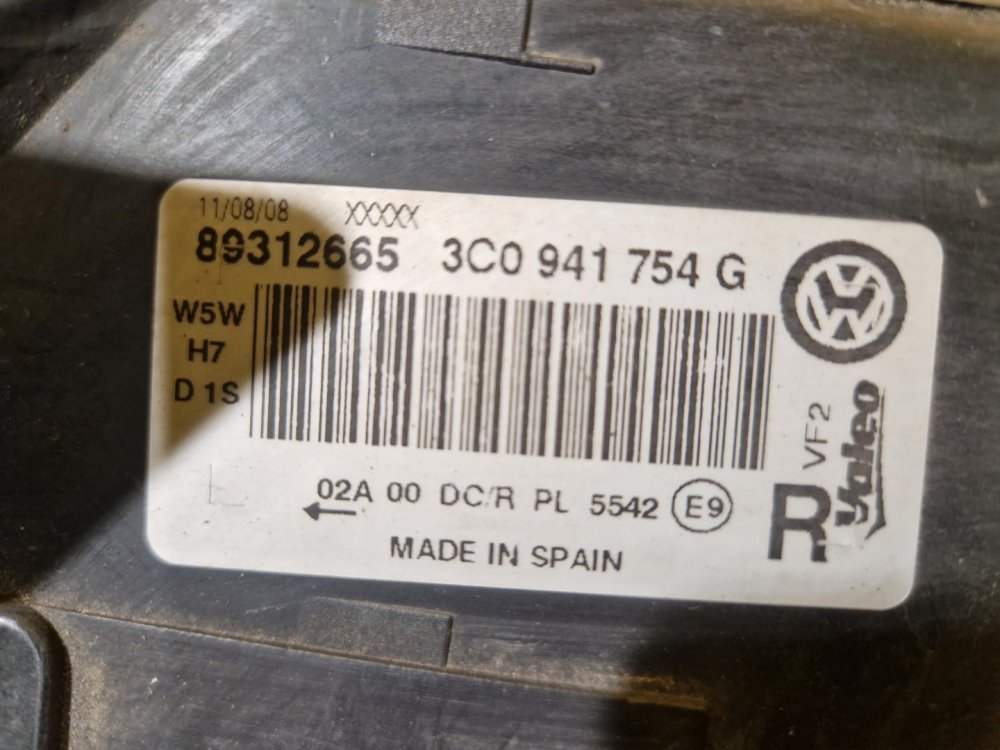 11/08/08 XXXXX
89312665 3C0 941 754 G
W5W
H7
D1S
VF2
Valeo
R
02A 00 DC/R PL 5542 E9
MADE IN SPAIN